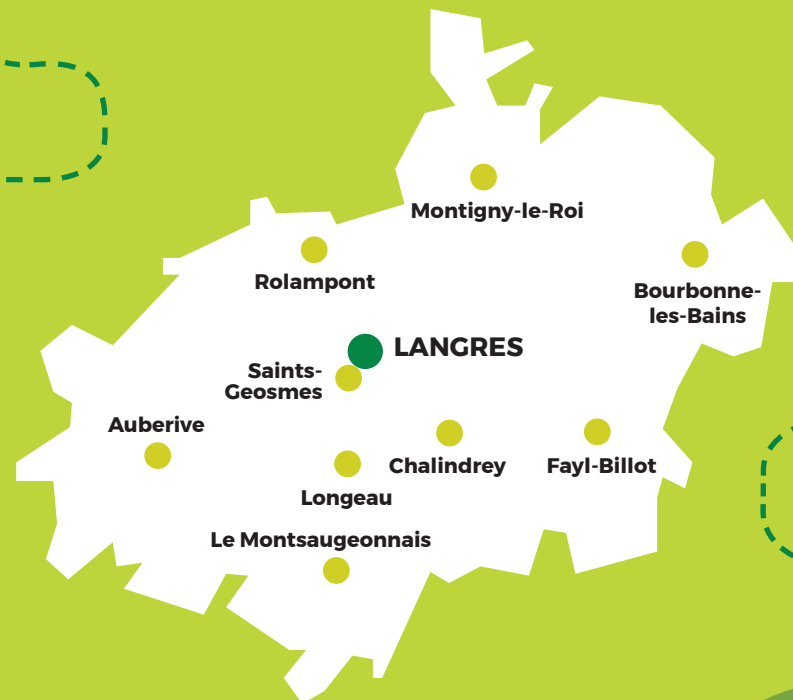 Montigny-le-Roi
Rolampont
Bourbonne-
les-Bains
LANGRES
Saints-
Geosmes
Auberive
Chalindrey
Fayl-Billot
Longeau
Le Montsaugeonnais